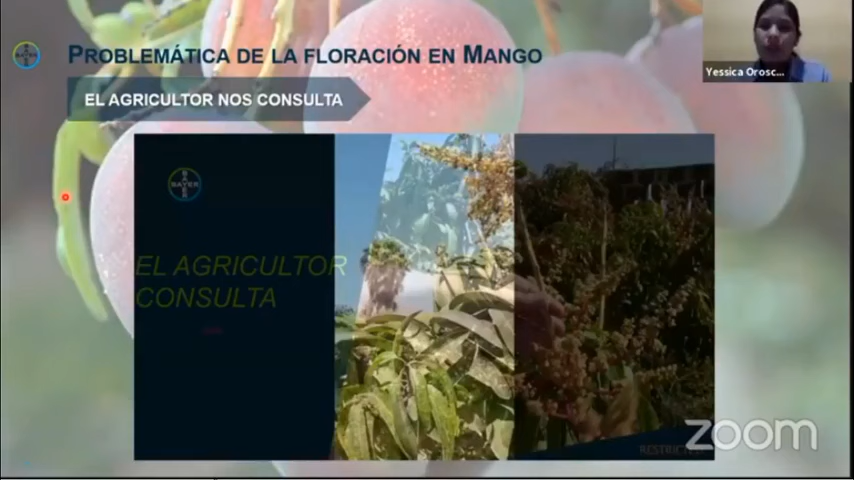 PROBLEMÁTICA DE LA FLORACIÓN EN MANGO
EL AGRICULTOR NOS CONSULTA
Yessica Orosc...
BAYER
EL AGRICULTOR
CONSULTA
zoom